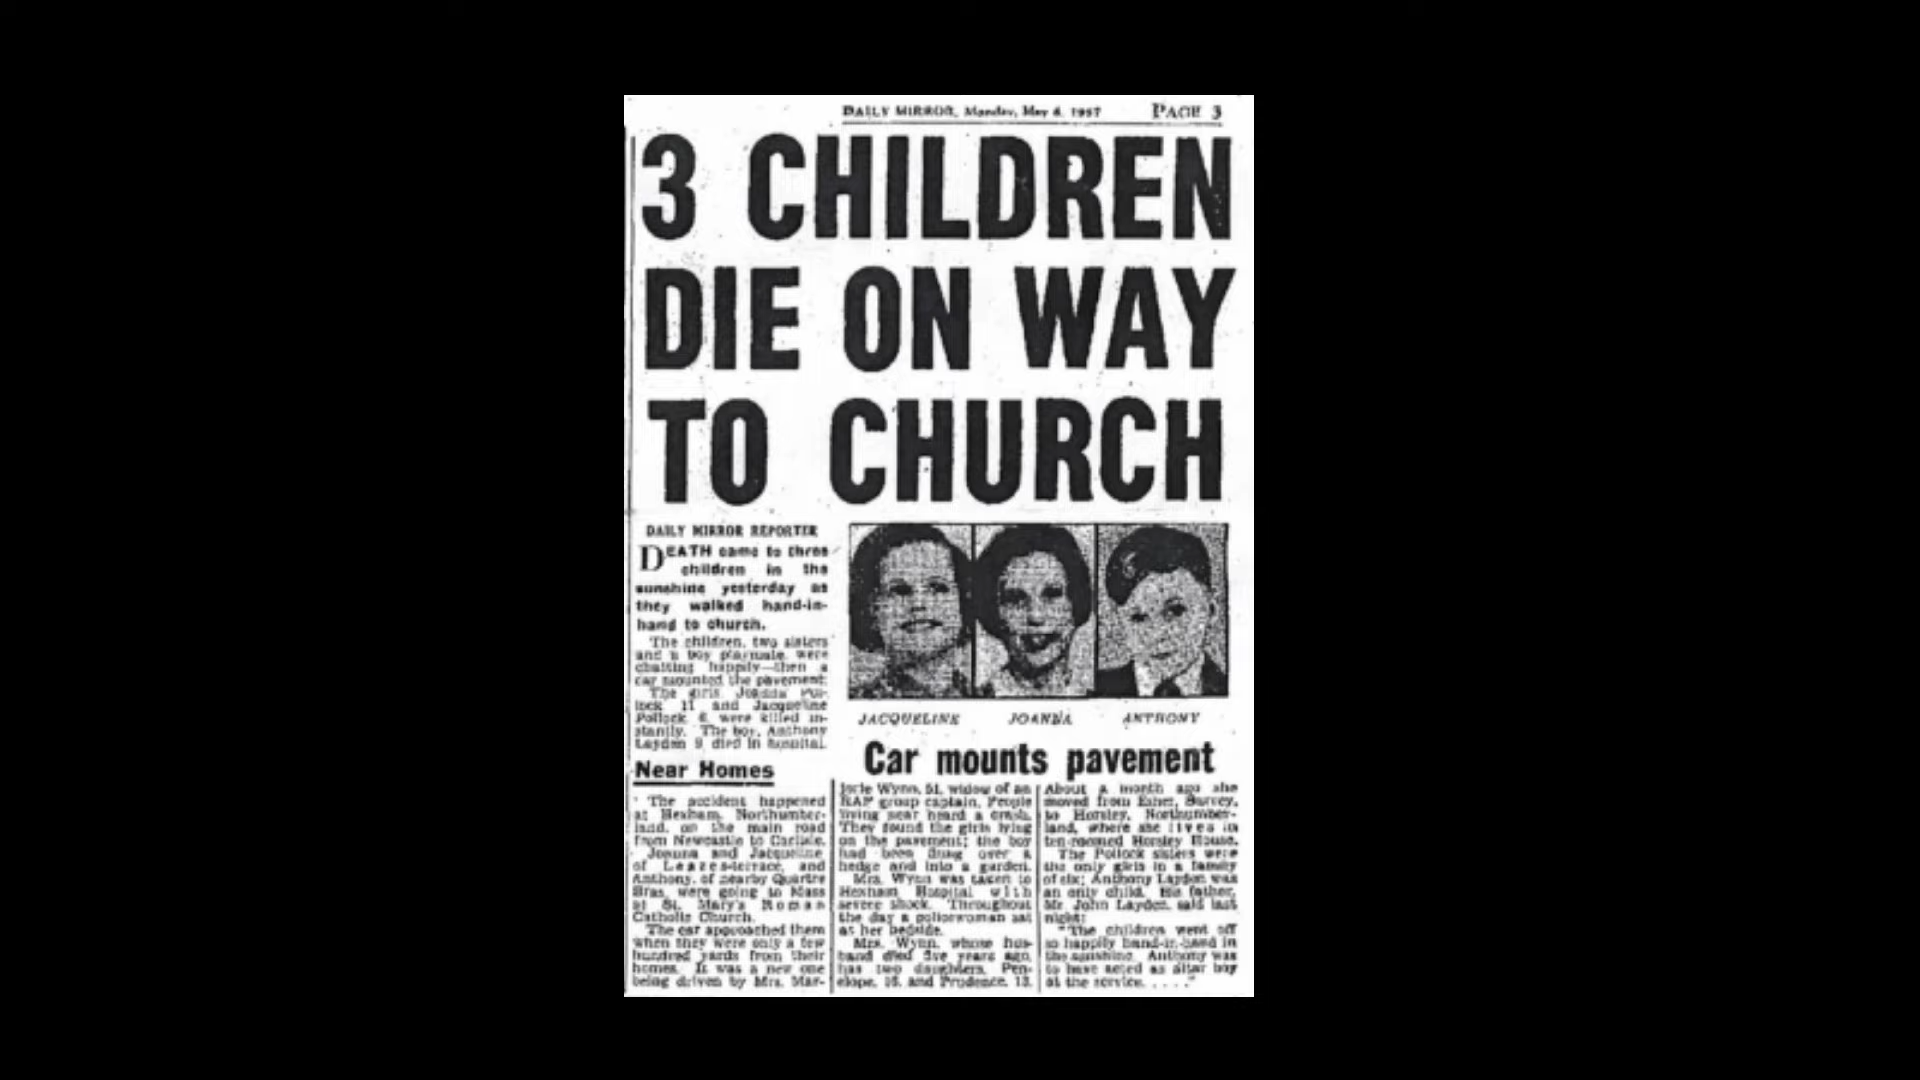 DAILY MIRROR, Monday, May 6, 1957 PAGE 3
3 CHILDREN
DIE ON WAY
TO CHURCH
DAILY MIRROR REPORTER
DEATH came to three
children in the
sunshine yesterday as
they walked hand-in-
hand to church.
The children, two sisters
and a boy playmate, were
chatting happily—then a
car mounted the pavement.
The girls, Joanna Pol-
lock 11 and Jacqueline
Pollock, 6, were killed in-
stantly. The boy, Anthony
Layden 9, died in hospital.
Near Homes
The accident happened
at Hexham, Northumber-
land, on the main road
from Newcastle to Carlisle.
Joanna and Jacqueline
of Leazes-terrace, and
Anthony, of nearby Quatre
Bras, were going to Mass
at St. Mary's Roman
Catholic Church.
The car approached them
when they were only a few
hundred yards from their
homes. It was a new one
being driven by Mrs. Mar-
JACQUELINE JOANNA ANTHONY
Car mounts pavement
jorie Wynn, 51, widow of an
RAF group captain. People
living near heard a crash.
They found the girls lying
on the pavement; the boy
had been flung over a
hedge and into a garden.
Mrs. Wynn was taken to
Hexham Hospital with
severe shock. Throughout
the day a policewoman sat
at her bedside.
Mrs. Wynn, whose hus-
band died five years ago,
has two daughters, Pen-
elope, 16, and Prudence, 13.
About a month ago she
moved from Esher, Surrey,
to Horsley, Northumber-
land, where she lives in
ten-roomed Horsley House.
The Pollock sisters were
the only girls in a family
of six; Anthony Layden was
an only child. His father,
Mr. John Layden, said last
night:
"The children went off
so happily hand-in-hand in
the sunshine. Anthony was
to have acted as altar boy
at the service. . . . ."